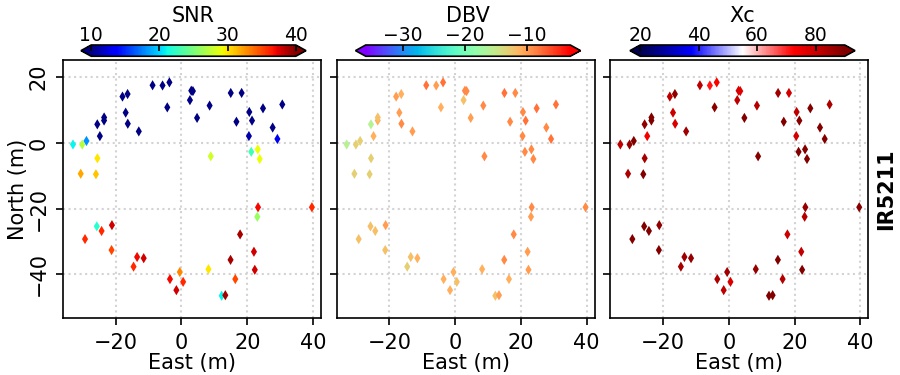 SNR DBV Xc
10 20 30 40 −30 −20 −10 20 40 60 80
20
0
−20
−40
North (m)
IR5211
−20 0 20 40 −20 0 20 40 −20 0 20 40
East (m) East (m) East (m)